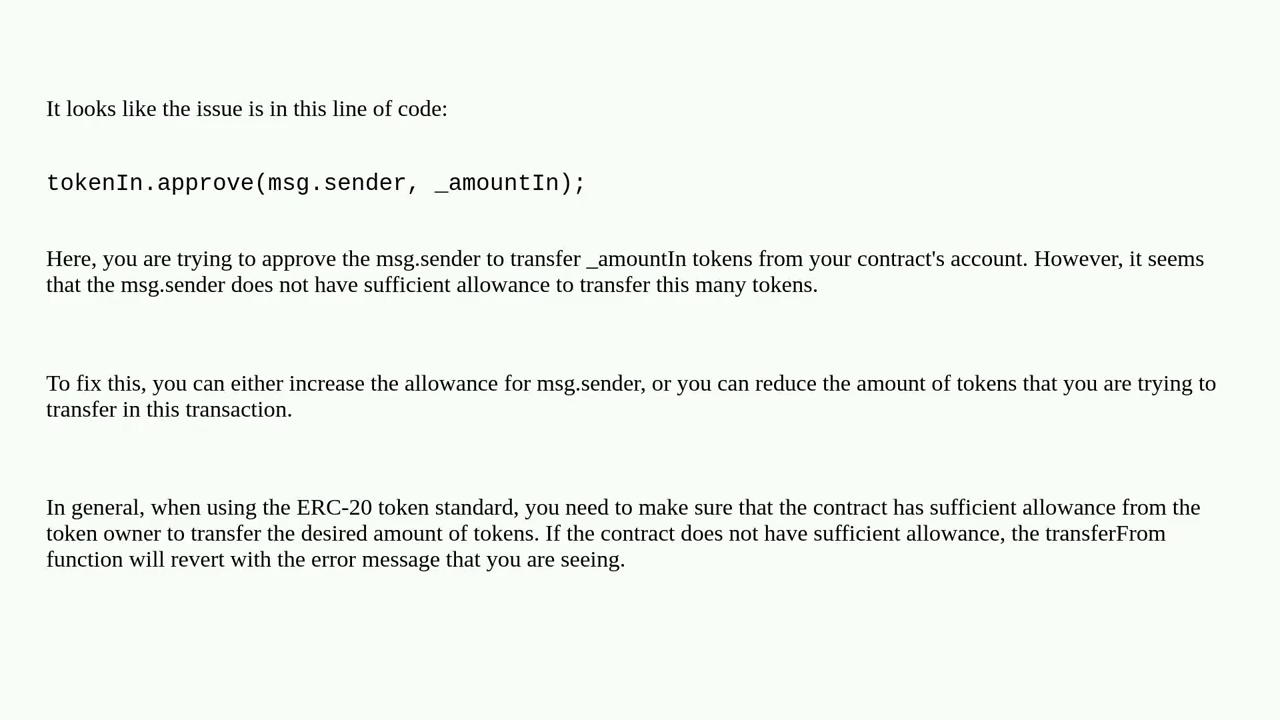 It looks like the issue is in this line of code:
tokenIn.approve(msg.sender, _amountIn);
Here, you are trying to approve the msg.sender to transfer _amountIn tokens from your contract's account. However, it seems
that the msg.sender does not have sufficient allowance to transfer this many tokens.
To fix this, you can either increase the allowance for msg.sender, or you can reduce the amount of tokens that you are trying to
transfer in this transaction.
In general, when using the ERC-20 token standard, you need to make sure that the contract has sufficient allowance from the
token owner to transfer the desired amount of tokens. If the contract does not have sufficient allowance, the transferFrom
function will revert with the error message that you are seeing.